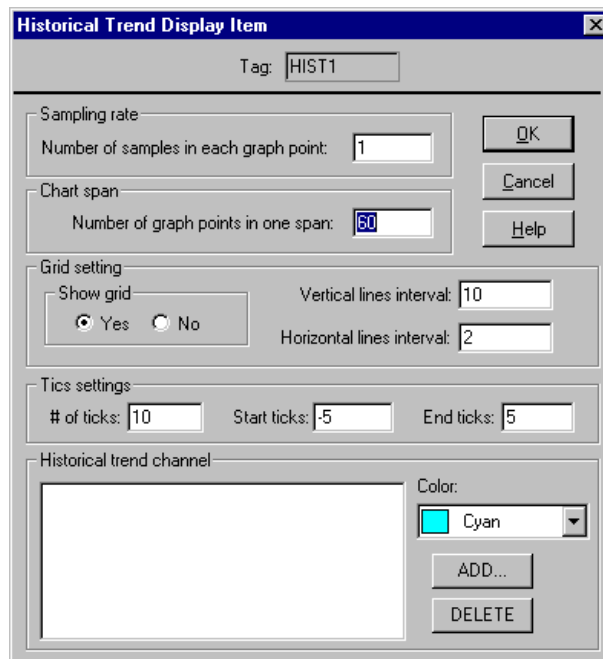 Historical Trend Display Item
Tag: HIST1
Sampling rate
Number of samples in each graph point: 1
OK
Chart span
Number of graph points in one span: 60
Cancel
Help
Grid setting
Show grid
Yes No
Vertical lines interval: 10
Horizontal lines interval: 2
Tics settings
# of ticks: 10 Start ticks: -5 End ticks: 5
Historical trend channel
Color:
Cyan
ADD...
DELETE